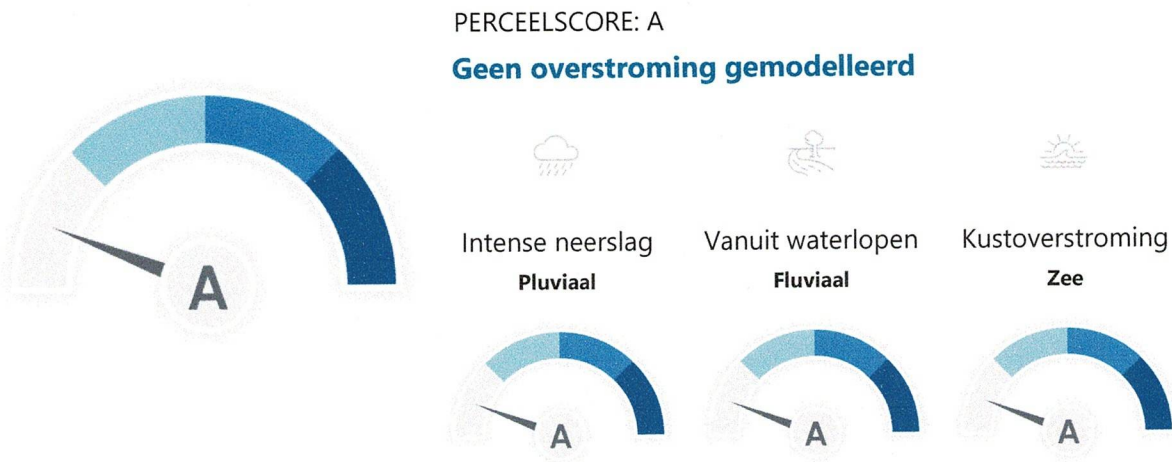 PERCEELSCORE: A
Geen overstroming gemodelleerd
A
Intense neerslag
Pluviaal
A
Vanuit waterlopen
Fluviaal
A
Kustoverstroming
Zee
A